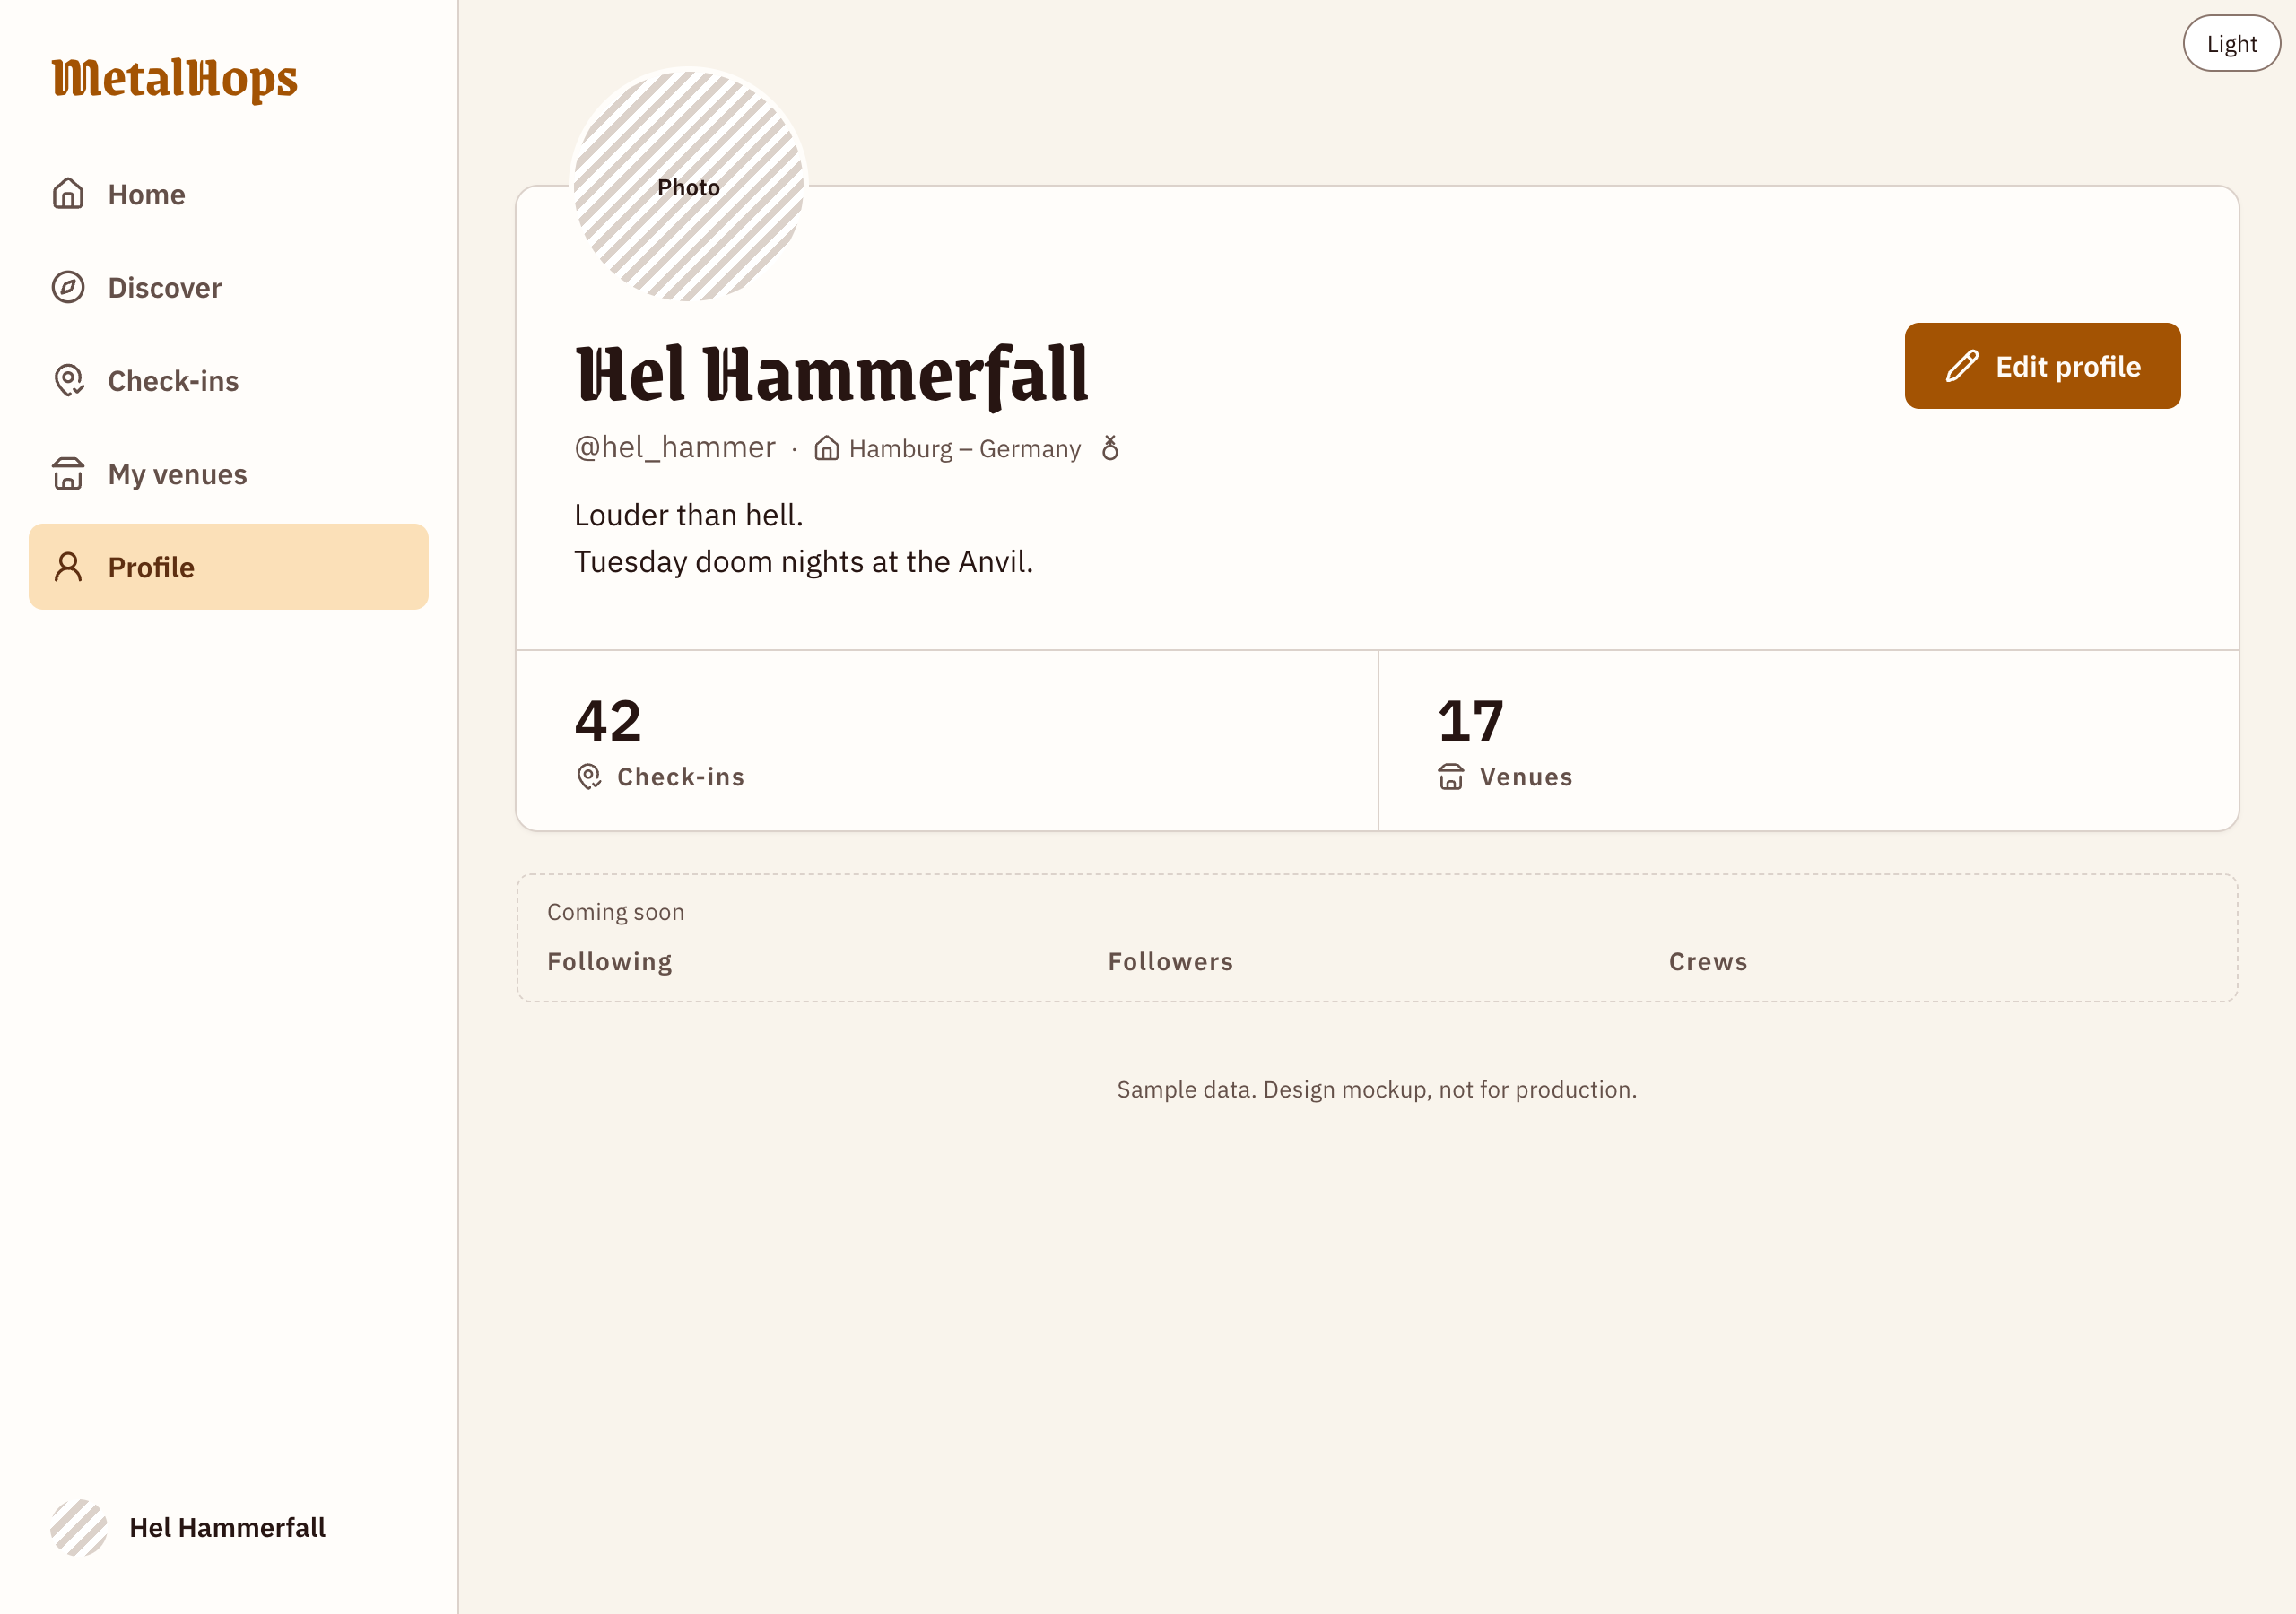 MetalHops
Home
Discover
Check-ins
My venues
Profile
Hel Hammerfall
Light
Photo
Hel Hammerfall
Edit profile
@hel_hammer · Hamburg – Germany
Louder than hell.
Tuesday doom nights at the Anvil.
42
Check-ins
17
Venues
Coming soon
Following Followers Crews
Sample data. Design mockup, not for production.